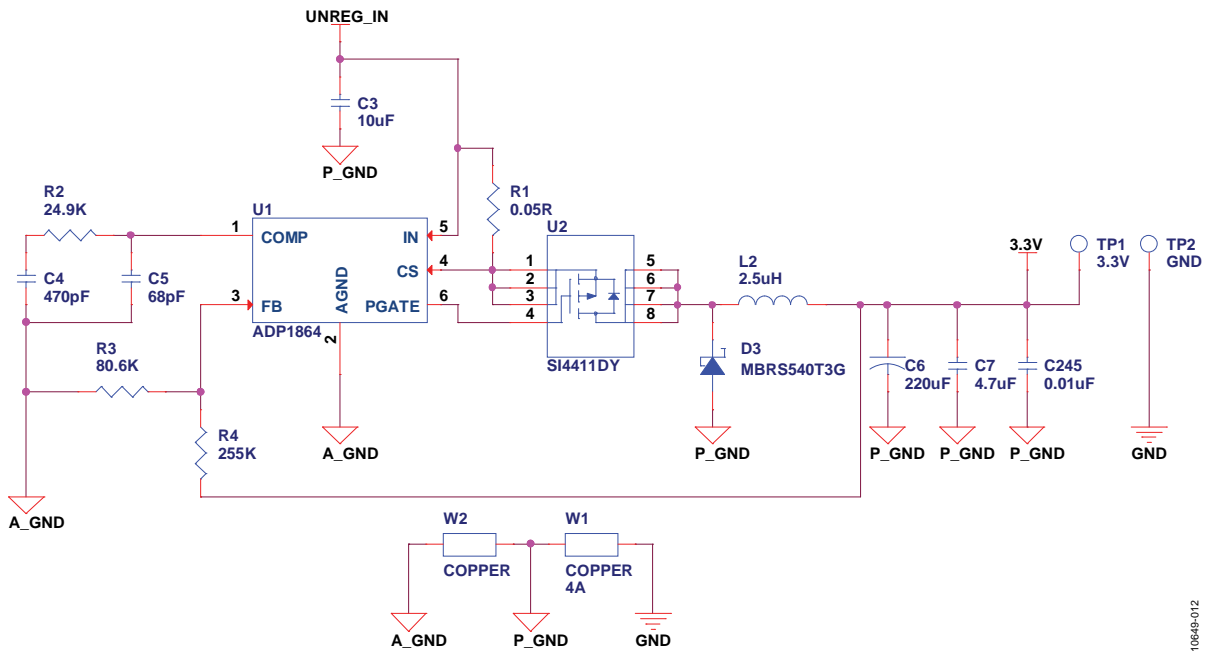 UNREG_IN
C3
10uF
P_GND
R2
24.9K
U1
R1
0.05R
1
COMP
IN
5
C4
470pF
C5
68pF
CS
4
3
FB
AGND
PGATE
6
ADP1864
2
U2
1
2
3
4
5
6
7
8
SI4411DY
L2
2.5uH
3.3V
TP1
3.3V
TP2
GND
R3
80.6K
D3
MBRS540T3G
C6
220uF
C7
4.7uF
C245
0.01uF
R4
255K
A_GND
P_GND
P_GND
P_GND
P_GND
GND
A_GND
W2
COPPER
W1
COPPER
4A
A_GND
P_GND
GND
10649-012